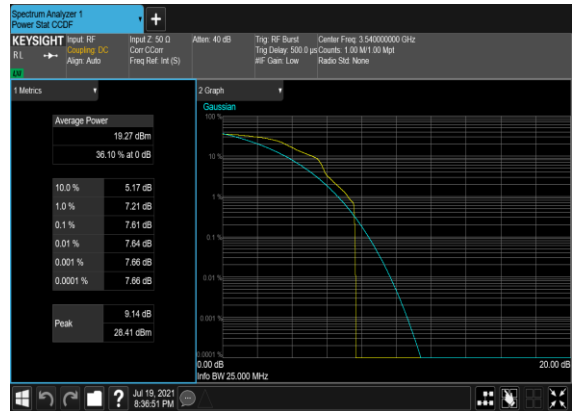 Spectrum Analyzer 1
Power Stat CCDF
KEYSIGHT Input: RF Input Z: 50 Ω Atten: 40 dB Trig: RF Burst Center Freq: 3.540000000 GHz
RL Coupling: DC Corr CCorr Trig Delay: 500.0 µs Counts: 1.00 M/1.00 Mpt
Align: Auto Freq Ref: Int (S) #IF Gain: Low Radio Std: None
1 Metrics
2 Graph
Average Power
19.27 dBm
36.10 % at 0 dB
10.0 % 5.17 dB
1.0 % 7.21 dB
0.1 % 7.61 dB
0.01 % 7.64 dB
0.001 % 7.66 dB
0.0001 % 7.66 dB
Peak 9.14 dB
28.41 dBm
Gaussian
100 %
10 %
1 %
0.1 %
0.01 %
0.001 %
0.0001 %
0.00 dB 20.00 dB
Info BW 25.000 MHz
? Jul 19, 2021
8:36:51 PM